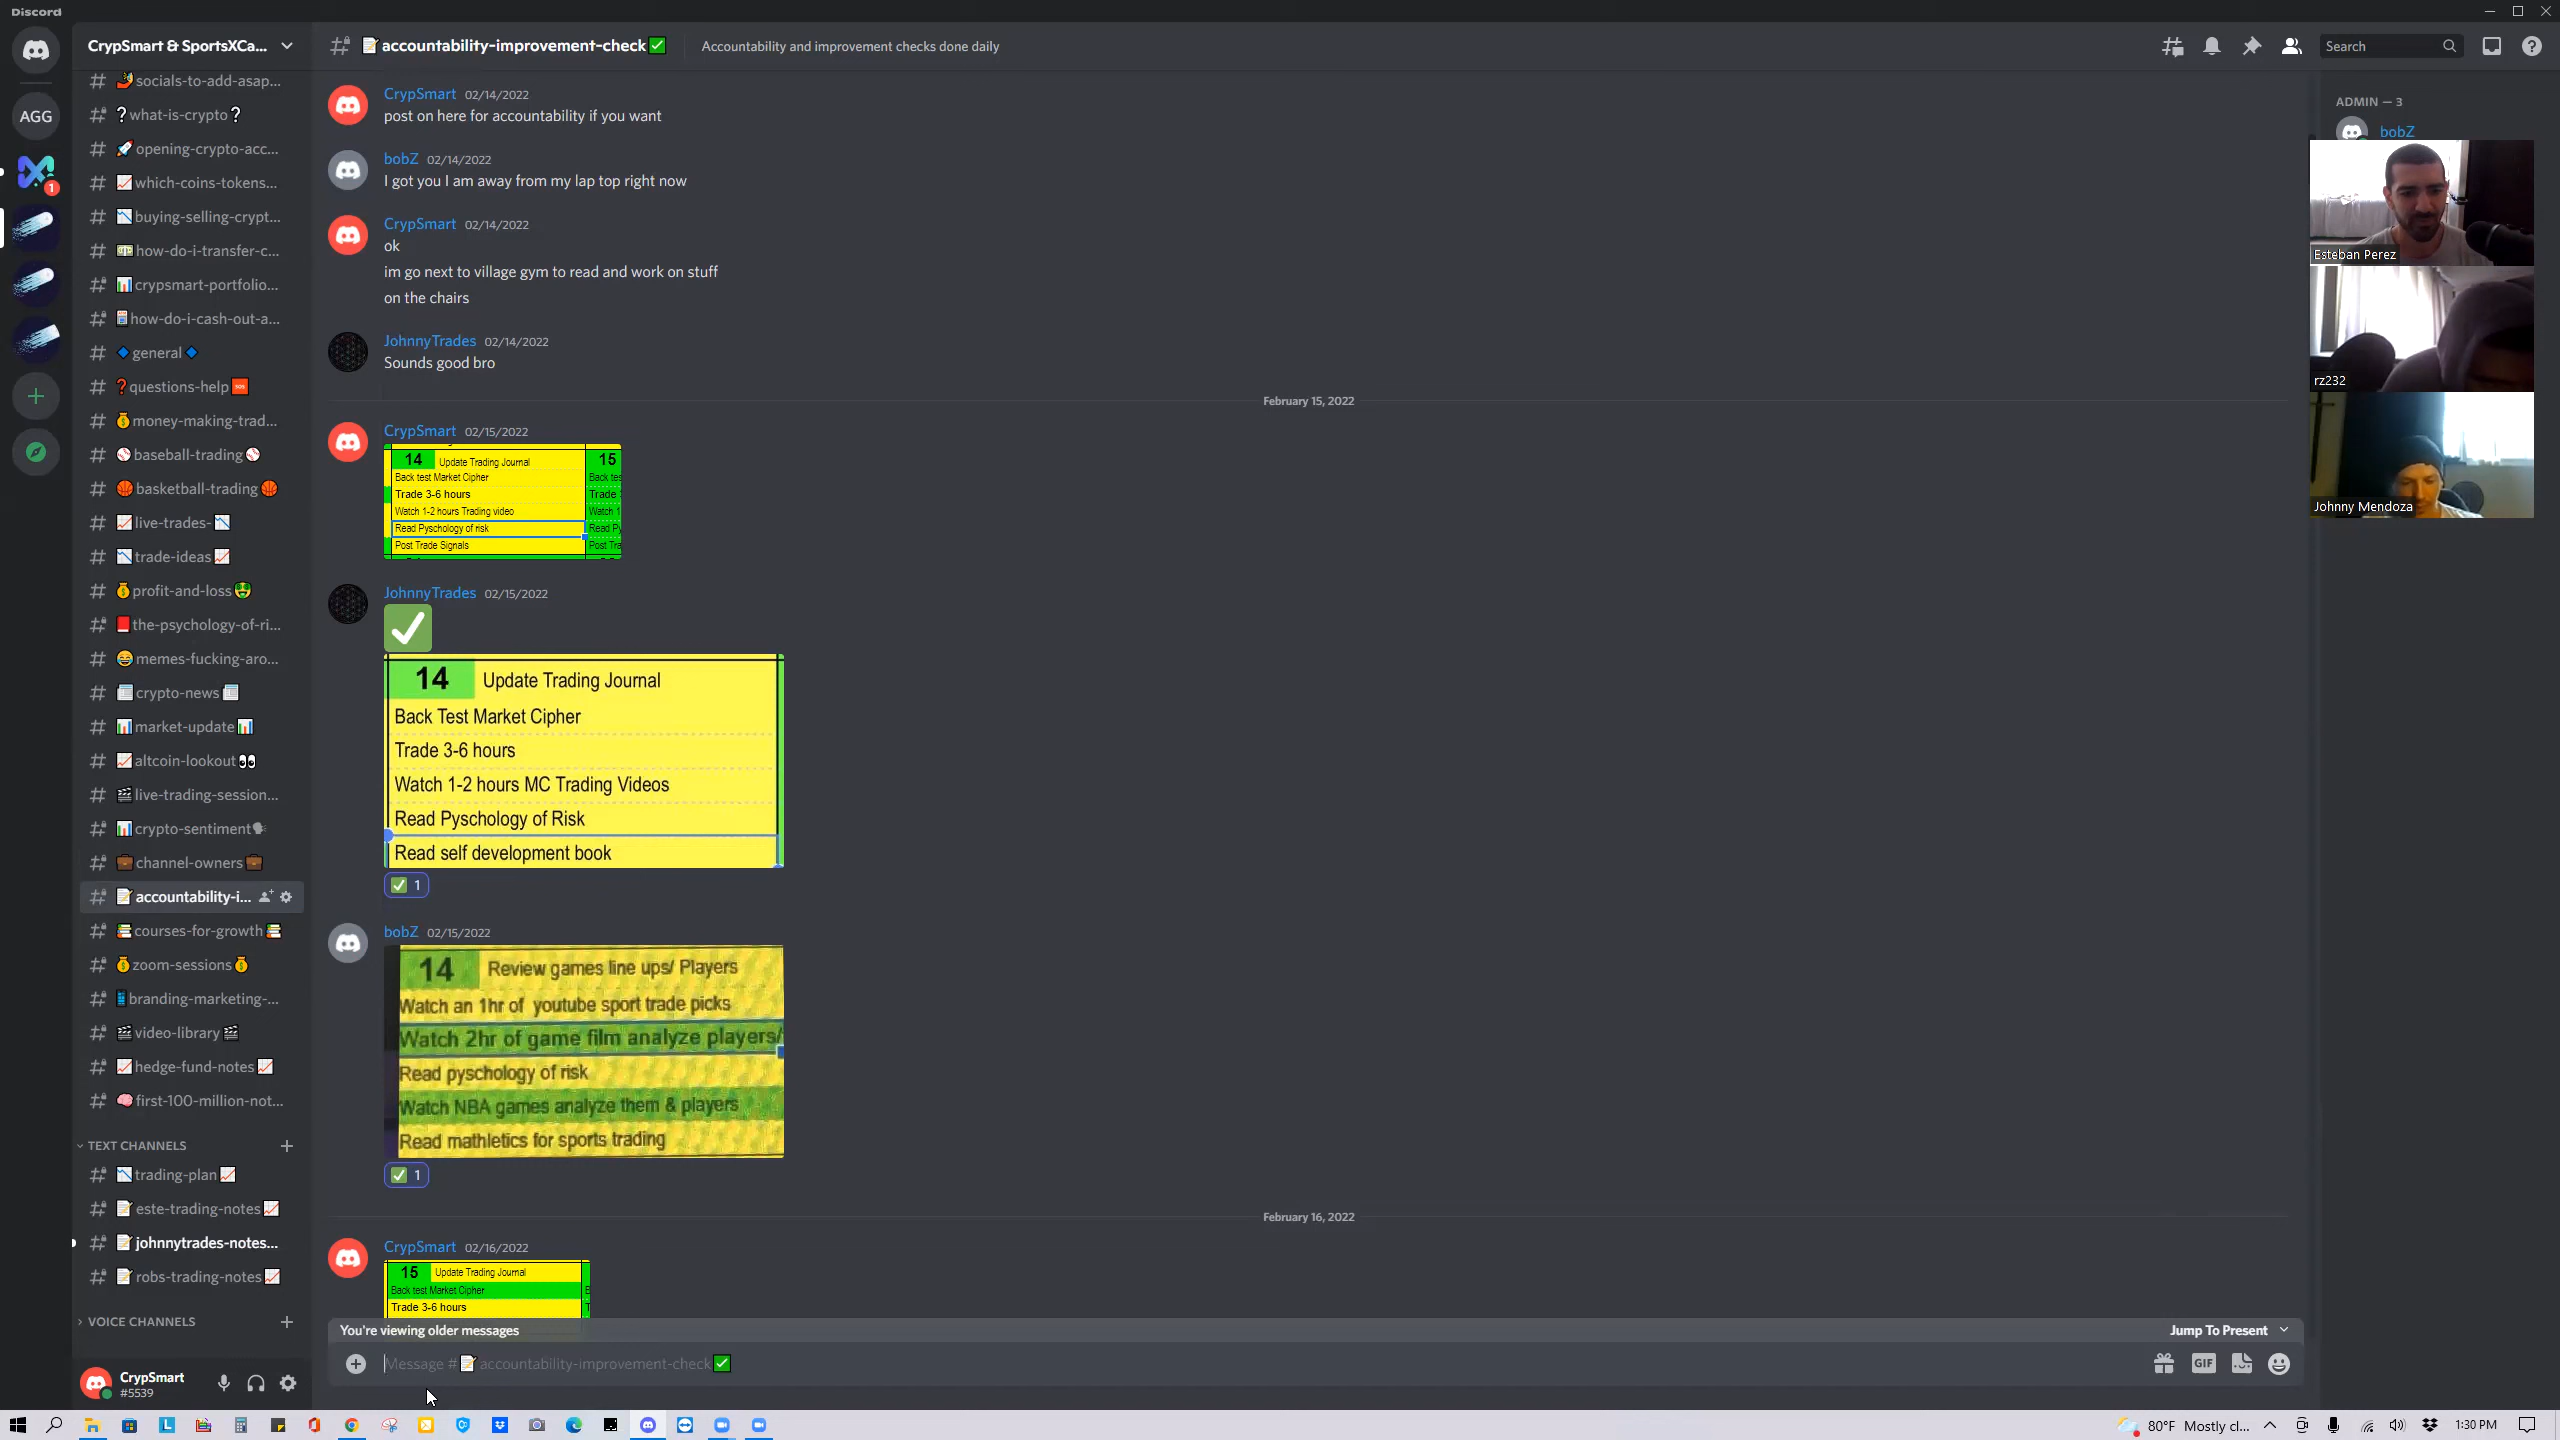 Discord
CrypSmart & SportsXCa...
accountability-improvement-check
Accountability and improvement checks done daily
Search
AGG
1
socials-to-add-asap...
what-is-crypto
opening-crypto-acc...
which-coins-tokens...
buying-selling-crypt...
how-do-i-transfer-c...
crypsmart-portfolio...
how-do-i-cash-out-a...
general
questions-help
money-making-trad...
baseball-trading
basketball-trading
live-trades-
trade-ideas
profit-and-loss
the-psychology-of-ri...
memes-fucking-aro...
crypto-news
market-update
altcoin-lookout
live-trading-session...
crypto-sentiment
channel-owners
accountability-i...
courses-for-growth
zoom-sessions
branding-marketing-...
video-library
hedge-fund-notes
first-100-million-not...
TEXT CHANNELS
trading-plan
este-trading-notes
johnnytrades-notes...
robs-trading-notes
VOICE CHANNELS
CrypSmart
#5539
CrypSmart 02/14/2022
post on here for accountability if you want
bobZ 02/14/2022
I got you I am away from my lap top right now
CrypSmart 02/14/2022
ok
im go next to village gym to read and work on stuff
on the chairs
JohnnyTrades 02/14/2022
Sounds good bro
February 15, 2022
CrypSmart 02/15/2022
14 Update Trading Journal 15
Back test Market Cipher Back tes
Trade 3-6 hours Trade
Watch 1-2 hours Trading video Watch 1
Read Pyschology of risk Read Py
Post Trade Signals Post Tra
JohnnyTrades 02/15/2022
14 Update Trading Journal
Back Test Market Cipher
Trade 3-6 hours
Watch 1-2 hours MC Trading Videos
Read Pyschology of Risk
Read self development book
1
bobZ 02/15/2022
14 Review games line ups/ Players
Watch an 1hr of youtube sport trade picks
Watch 2hr of game film analyze players/
Read pyschology of risk
Watch NBA games analyze them & players
Read mathletics for sports trading
1
February 16, 2022
CrypSmart 02/16/2022
15 Update Trading Journal
Back test Market Cipher
Trade 3-6 hours
You're viewing older messages
Jump To Present
Message # accountability-improvement-check
GIF
ADMIN — 3
bobZ
Esteban Perez
rz232
Johnny Mendoza
80°F Mostly cl...
1:30 PM